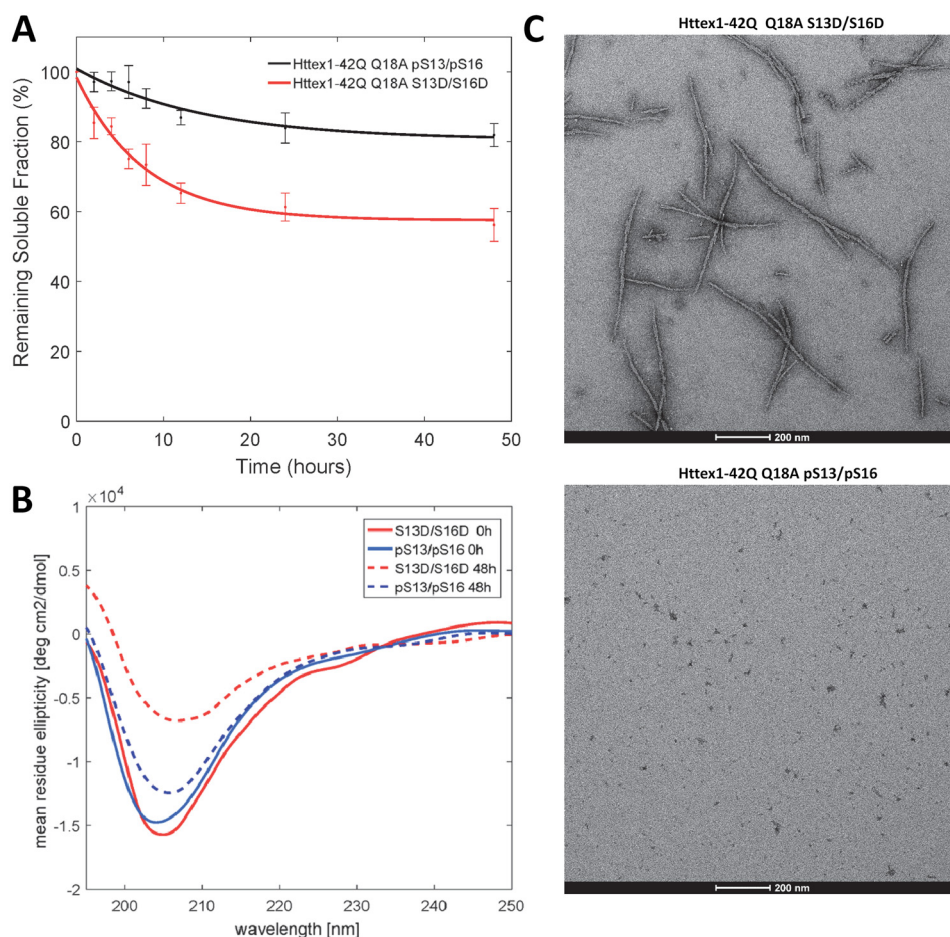 A
Remaining Soluble Fraction (%)
100
80
60
40
20
0
Httex1-42Q Q18A pS13/pS16
Httex1-42Q Q18A S13D/S16D
0 10 20 30 40 50
Time (hours)
B
×10⁴
mean residue ellipticity [deg cm2/dmol]
1
0.5
0
-0.5
-1
-1.5
-2
S13D/S16D 0h
pS13/pS16 0h
S13D/S16D 48h
pS13/pS16 48h
200 210 220 230 240 250
wavelength [nm]
C
Httex1-42Q Q18A S13D/S16D
200 nm
Httex1-42Q Q18A pS13/pS16
200 nm